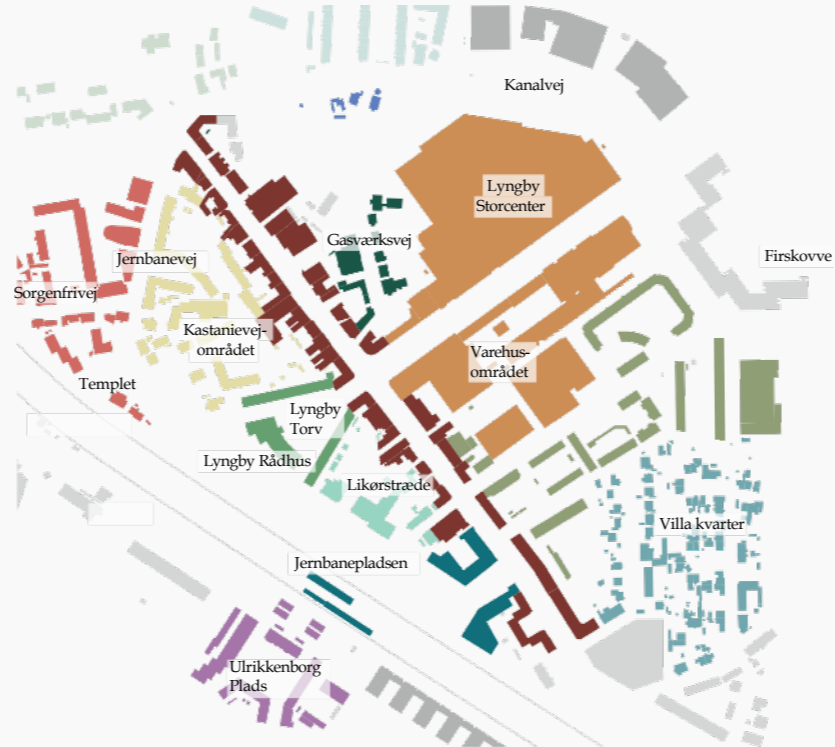 Kanalvej
Lyngby
Storcenter
Gasværksvej
Firskovve
Jernbanevej
Sorgenfrivej
Kastanievej-
området
Varehus-
området
Templet
Lyngby
Torv
Lyngby Rådhus
Likørstræde
Villa kvarter
Jernbanepladsen
Ulrikkenborg
Plads